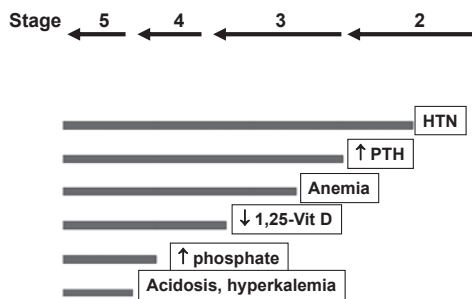 Stage 5 4 3 2
HTN
↑ PTH
Anemia
↓ 1,25-Vit D
↑ phosphate
Acidosis, hyperkalemia